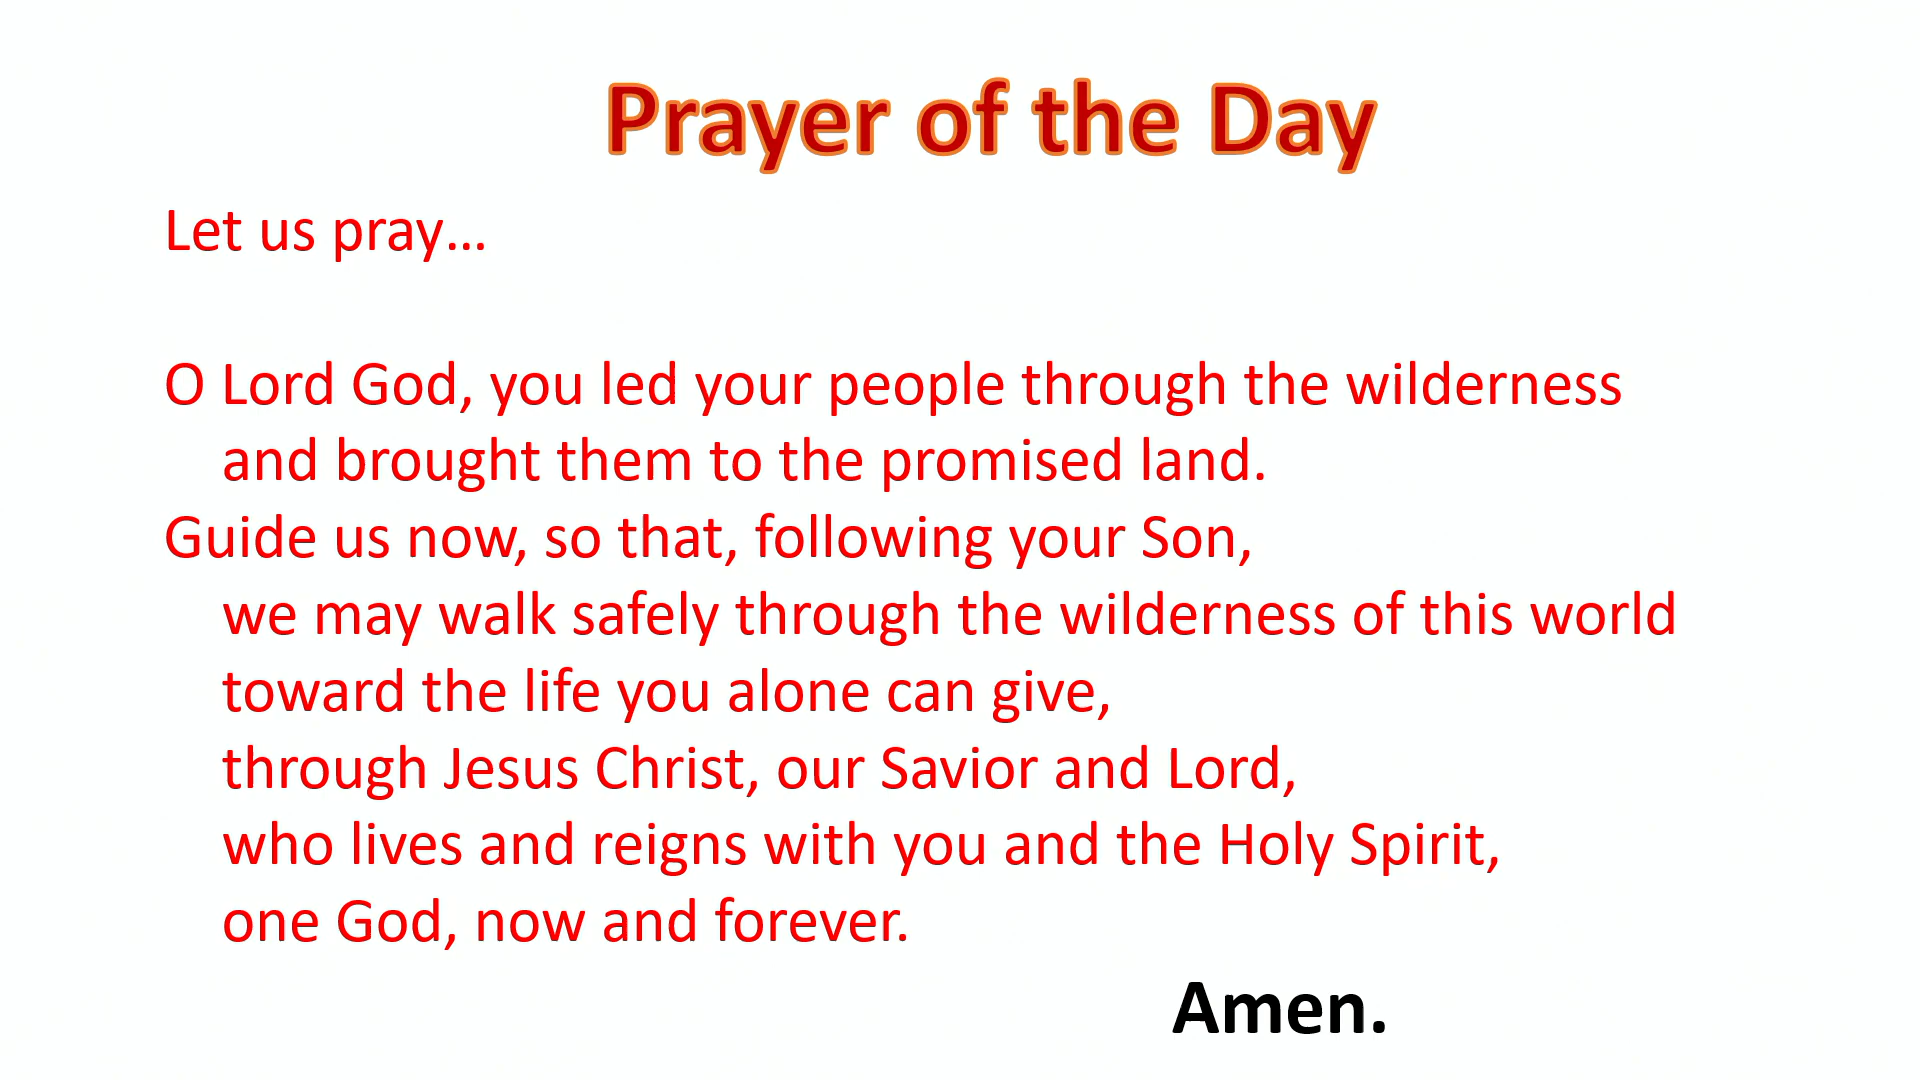 Prayer of the Day
Let us pray…
O Lord God, you led your people through the wilderness
and brought them to the promised land.
Guide us now, so that, following your Son,
we may walk safely through the wilderness of this world
toward the life you alone can give,
through Jesus Christ, our Savior and Lord,
who lives and reigns with you and the Holy Spirit,
one God, now and forever.
Amen.